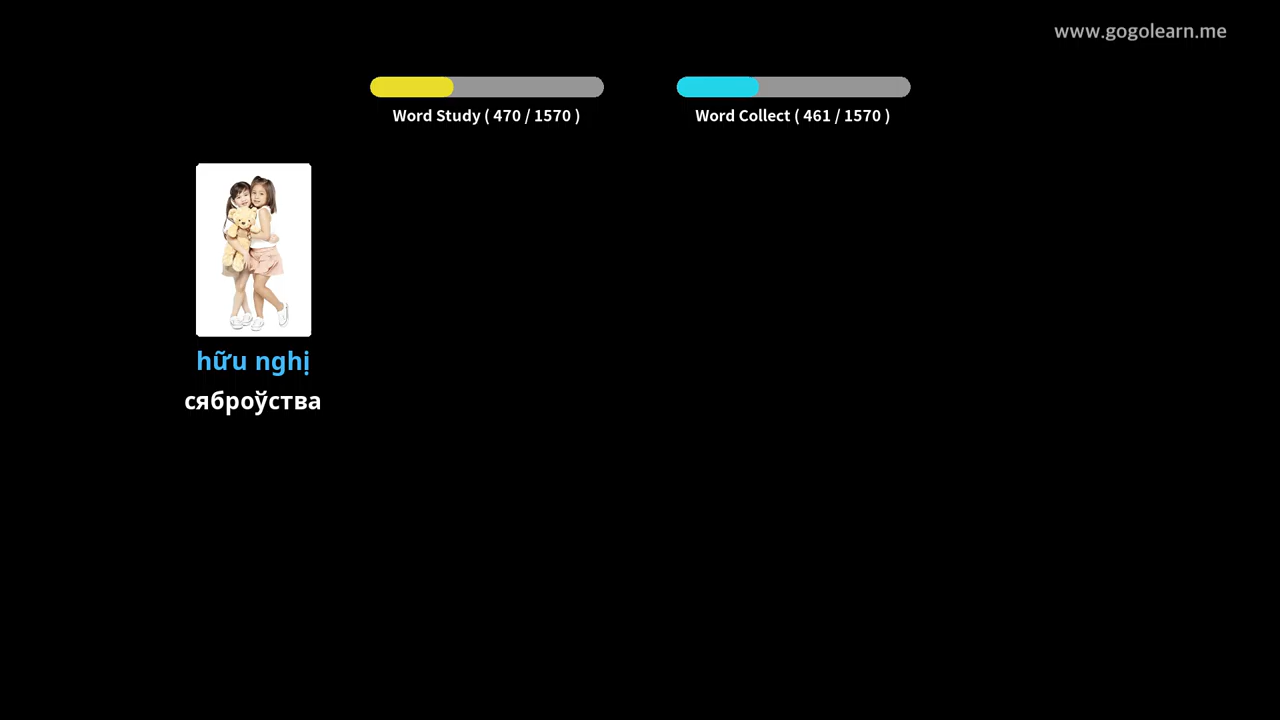 www.gogolearn.me
Word Study ( 470 / 1570 )
Word Collect ( 461 / 1570 )
hữu nghị
сяброўства